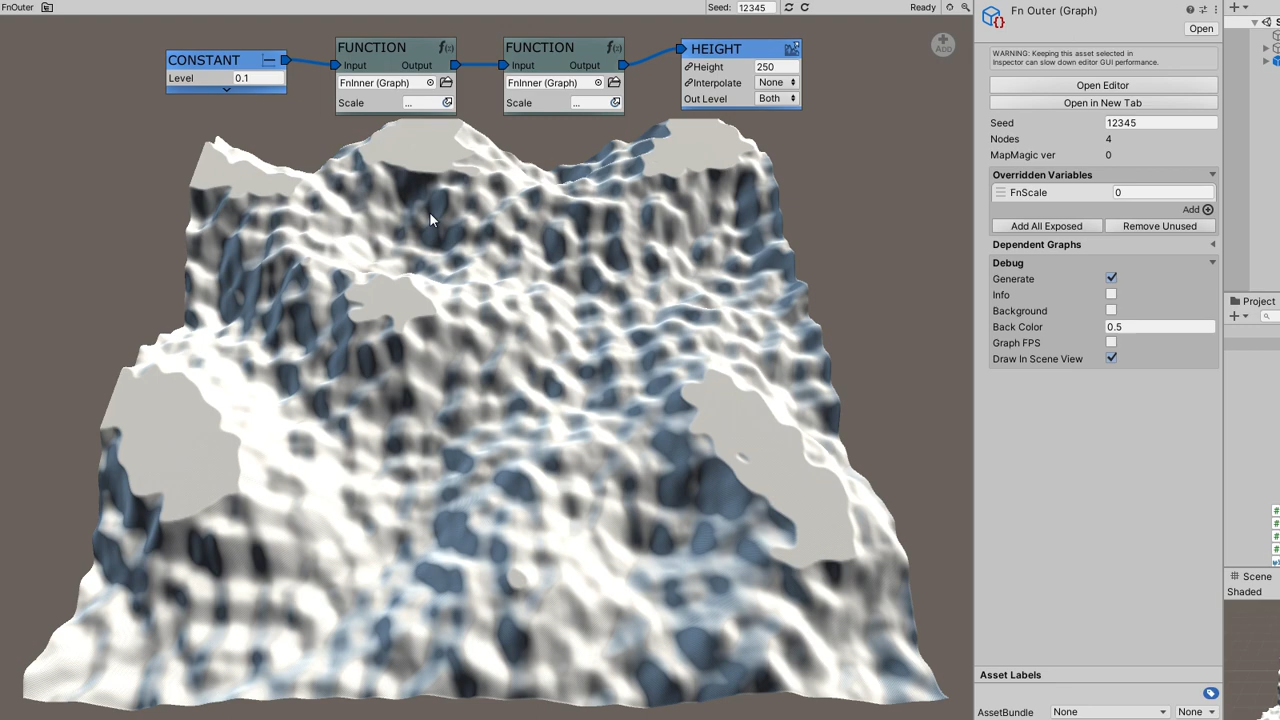 FnOuter
Seed: 12345
Ready
CONSTANT
Level 0.1
FUNCTION
Input Output
FnInner (Graph)
Scale ...
FUNCTION
Input Output
FnInner (Graph)
Scale ...
HEIGHT
Height 250
Interpolate None
Out Level Both
ADD
Fn Outer (Graph)
Open
WARNING: Keeping this asset selected in
Inspector can slow down editor GUI performance.
Open Editor
Open in New Tab
Seed 12345
Nodes 4
MapMagic ver 0
Overridden Variables
FnScale 0
Add
Add All Exposed Remove Unused
Dependent Graphs
Debug
Generate
Info
Background
Back Color 0.5
Graph FPS
Draw In Scene View
Asset Labels
AssetBundle None None
Project
# 
#
#
#
Scene
Shaded